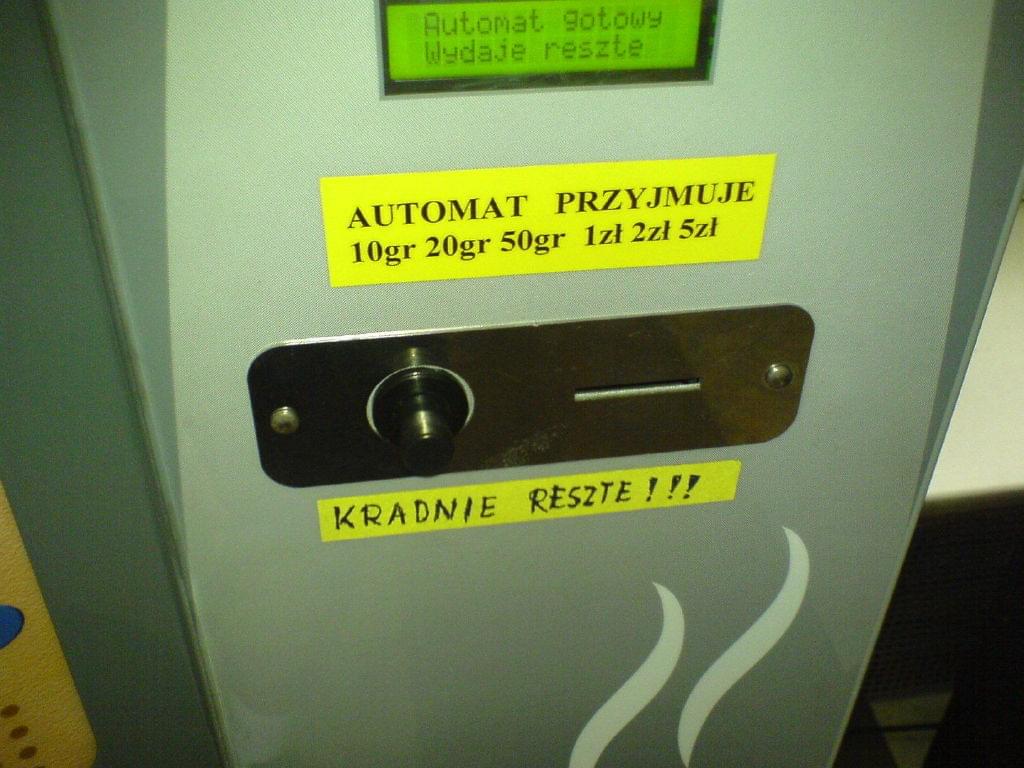 Automat gotowy
Wydaje reszte
AUTOMAT PRZYJMUJE
10gr 20gr 50gr 1zł 2zł 5zł
KRADNIE RESZTE!!!